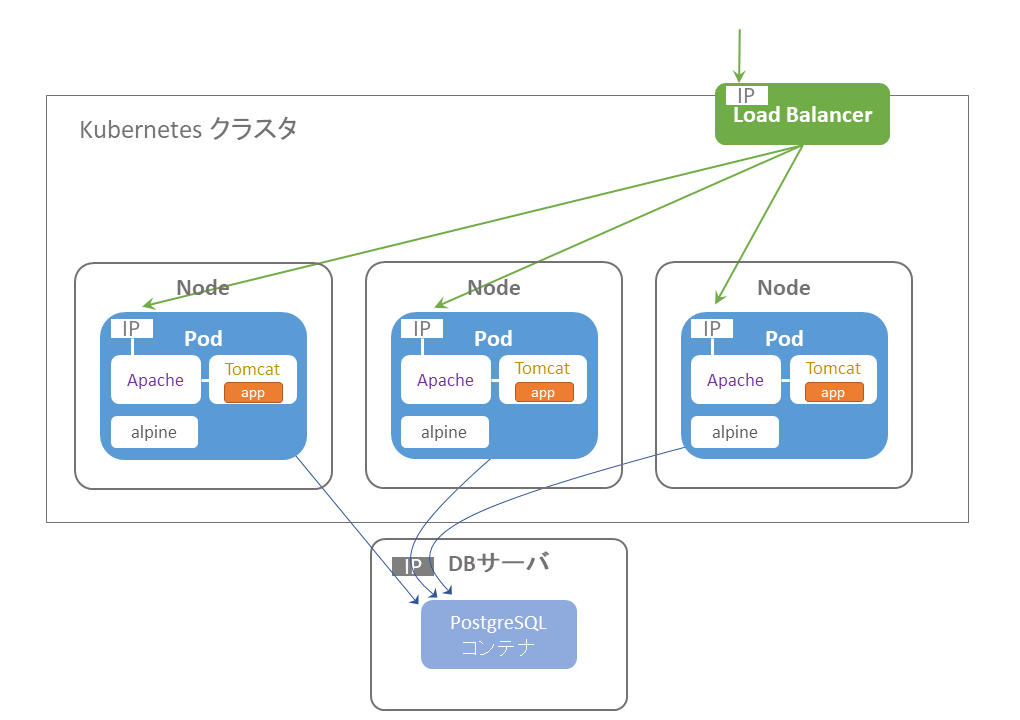 IP
Load Balancer
Kubernetes クラスタ
Node
IP
Pod
Apache
Tomcat
app
alpine
Node
IP
Pod
Apache
Tomcat
app
alpine
Node
IP
Pod
Apache
Tomcat
app
alpine
IP
DBサーバ
PostgreSQL
コンテナ